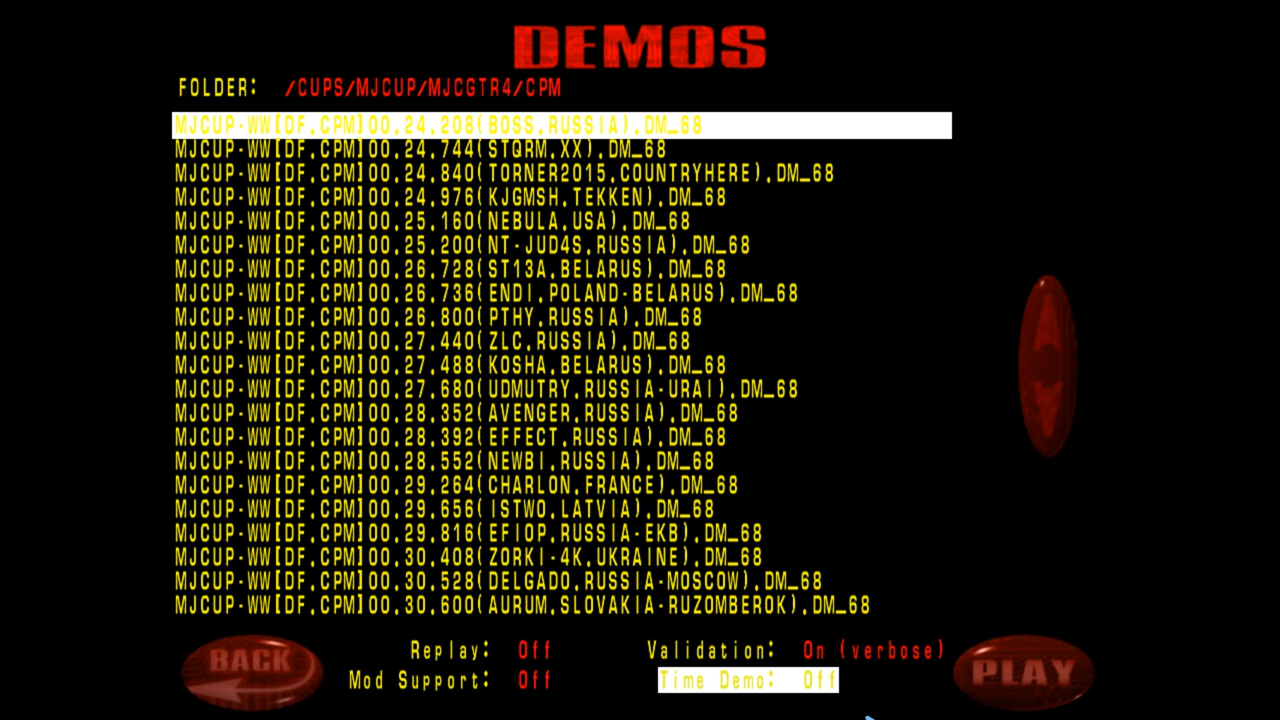 DEMOS
FOLDER: /CUPS/MJCUP/MJCGTR4/CPM
MJCUP-WW[DF.CPM]00.24.208(BOSS.RUSSIA).DM_68
MJCUP-WW[DF.CPM]00.24.744(STQRM.XX).DM_68
MJCUP-WW[DF.CPM]00.24.840(TORNER2015.COUNTRYHERE).DM_68
MJCUP-WW[DF.CPM]00.24.976(KJGMSH.TEKKEN).DM_68
MJCUP-WW[DF.CPM]00.25.160(NEBULA.USA).DM_68
MJCUP-WW[DF.CPM]00.25.200(NT-JUD4S.RUSSIA).DM_68
MJCUP-WW[DF.CPM]00.26.728(ST13A.BELARUS).DM_68
MJCUP-WW[DF.CPM]00.26.736(ENDI.POLAND-BELARUS).DM_68
MJCUP-WW[DF.CPM]00.26.800(PTHY.RUSSIA).DM_68
MJCUP-WW[DF.CPM]00.27.440(ZLC.RUSSIA).DM_68
MJCUP-WW[DF.CPM]00.27.488(KOSHA.BELARUS).DM_68
MJCUP-WW[DF.CPM]00.27.680(UDMUTRY.RUSSIA-URAI).DM_68
MJCUP-WW[DF.CPM]00.28.352(AVENGER.RUSSIA).DM_68
MJCUP-WW[DF.CPM]00.28.392(EFFECT.RUSSIA).DM_68
MJCUP-WW[DF.CPM]00.28.552(NEWBI.RUSSIA).DM_68
MJCUP-WW[DF.CPM]00.29.264(CHARLON.FRANCE).DM_68
MJCUP-WW[DF.CPM]00.29.656(ISTWO.LATVIA).DM_68
MJCUP-WW[DF.CPM]00.29.816(EFIOP.RUSSIA-EKB).DM_68
MJCUP-WW[DF.CPM]00.30.408(ZORKI-4K.UKRAINE).DM_68
MJCUP-WW[DF.CPM]00.30.528(DELGADO.RUSSIA-MOSCOW).DM_68
MJCUP-WW[DF.CPM]00.30.600(AURUM.SLOVAKIA-RUZOMBEROK).DM_68
BACK
Replay: Off
Validation: On (verbose)
Mod Support: Off
Time Demo: Off
PLAY